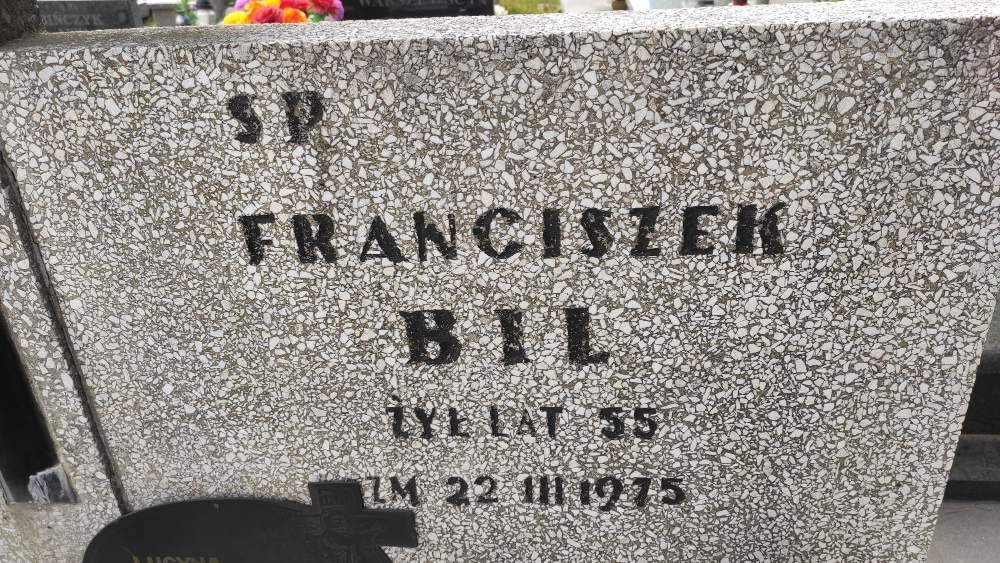 SP
FRANCISZEK
BIL
ŻYŁ LAT 55
ZM 22 III 1975